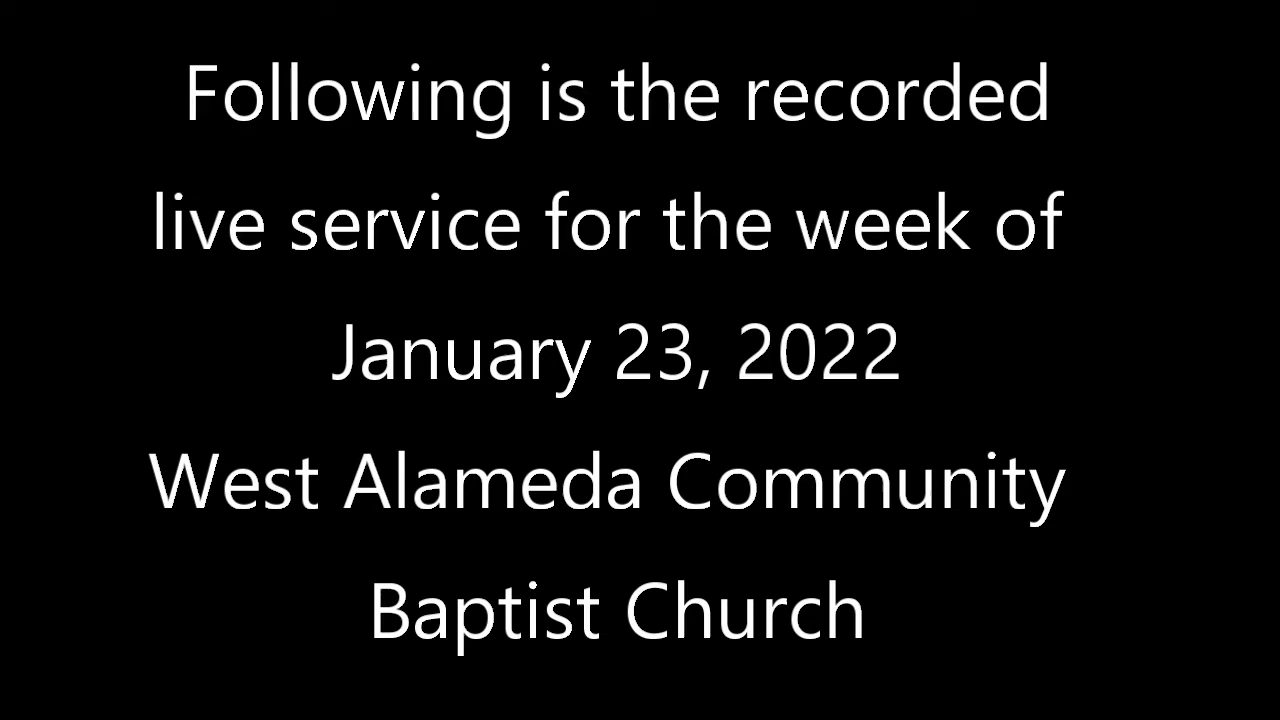 Following is the recorded
live service for the week of
January 23, 2022
West Alameda Community
Baptist Church